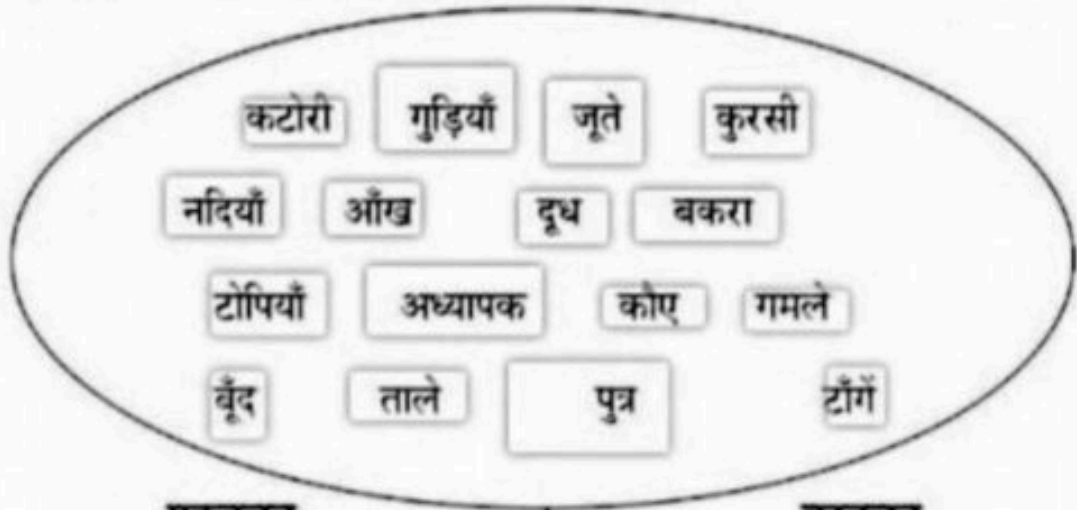 कटोरी गुड़ियाँ जूते कुरसी
नदियाँ आँख दूध बकरा
टोपियाँ अध्यापक कौए गमले
बूँद ताले पुत्र टाँगें